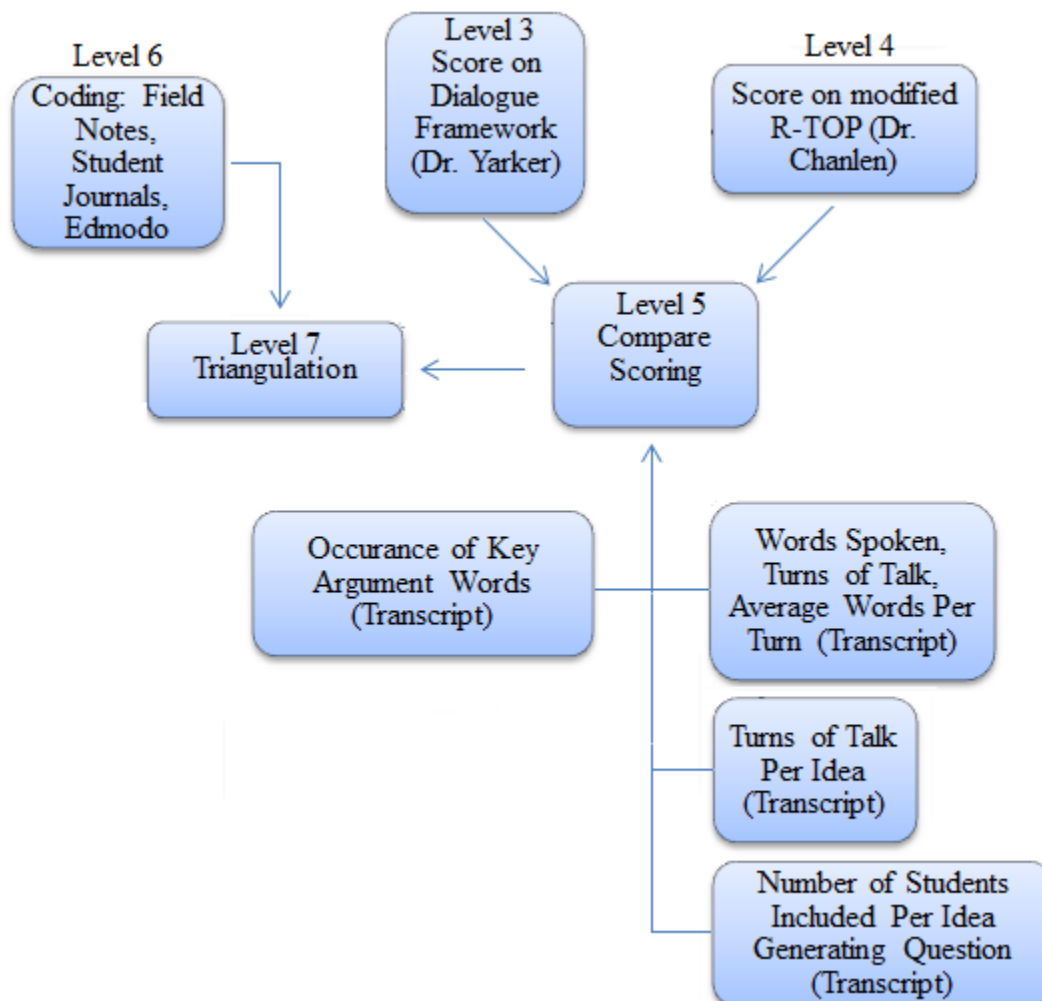 Level 6
Coding: Field
Notes,
Student
Journals,
Edmodo
Level 3
Score on
Dialogue
Framework
(Dr. Yarker)
Level 4
Score on modified
R-TOP (Dr.
Chanlen)
Level 7
Triangulation
Level 5
Compare
Scoring
Occurance of Key
Argument Words
(Transcript)
Words Spoken,
Turns of Talk,
Average Words Per
Turn (Transcript)
Turns of Talk
Per Idea
(Transcript)
Number of Students
Included Per Idea
Generating Question
(Transcript)